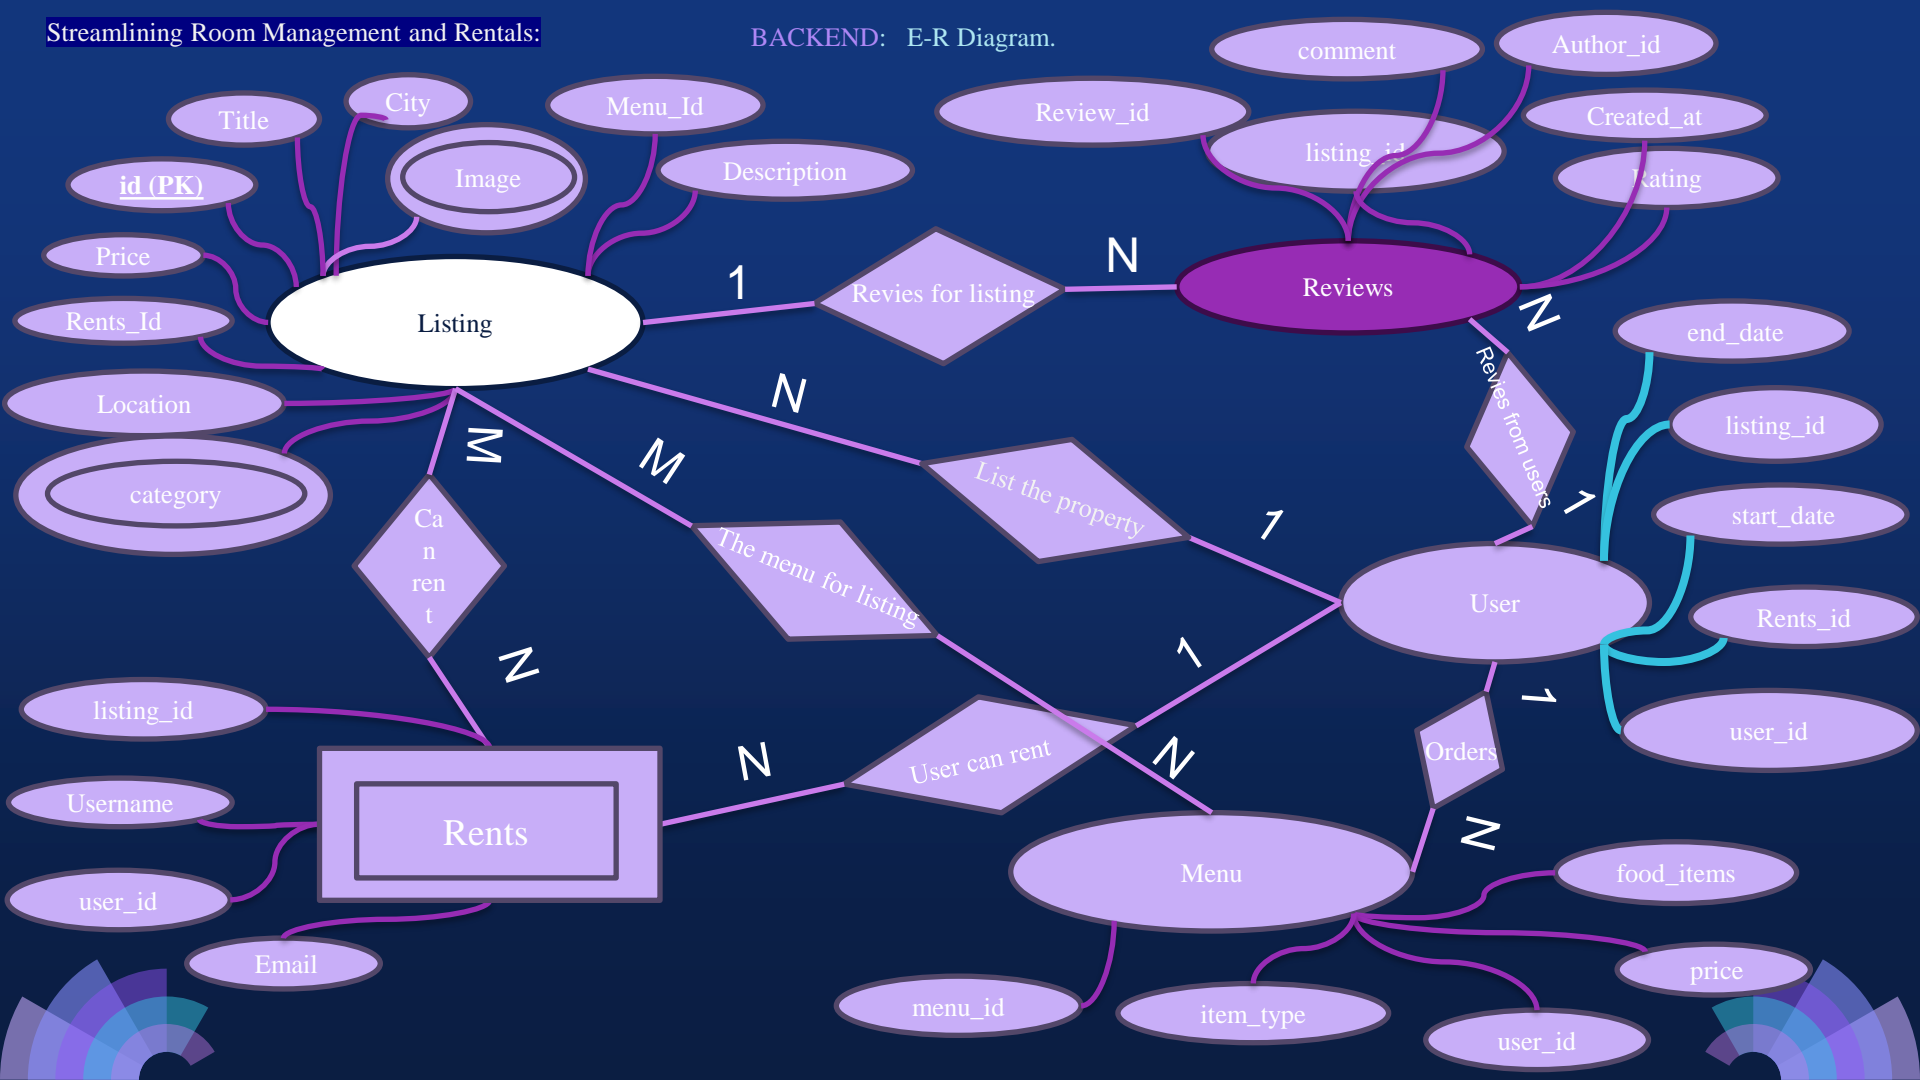 Streamlining Room Management and Rentals:
BACKEND: E-R Diagram.
comment
Author_id
City
Title
Menu_Id
Review_id
Created_at
listing_id
Image
Description
Rating
id (PK)
Price
Rents_Id
Listing
1
Revies for listing
N
Reviews
N
end_date
Location
category
M
M
N
List the property
1
Revies from users
1
listing_id
start_date
Ca
n
ren
t
The menu for listing
User
Rents_id
N
1
1
user_id
listing_id
Username
user_id
Email
Rents
N
User can rent
N
Orders
N
Menu
food_items
price
menu_id
item_type
user_id